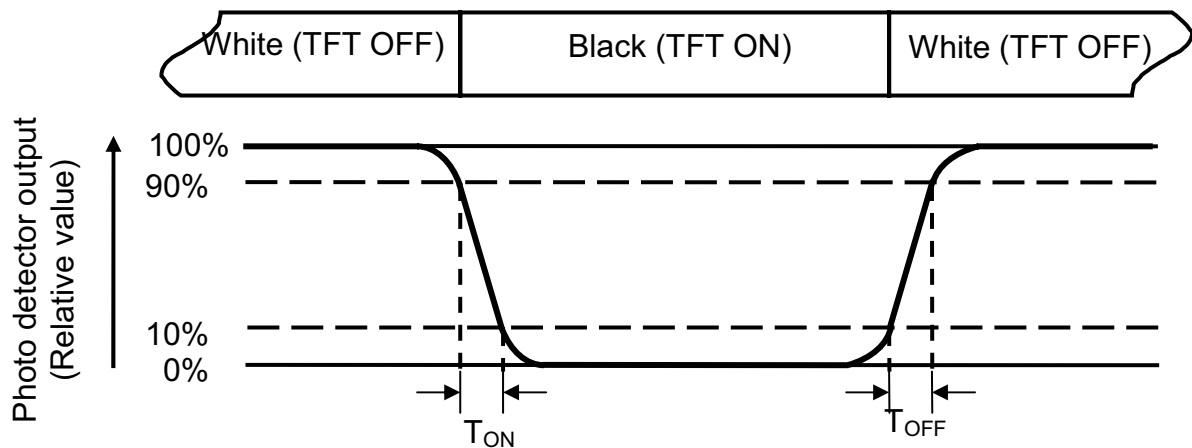 White (TFT OFF)
Black (TFT ON)
White (TFT OFF)
Photo detector output
(Relative value)
100%
90%
10%
0%
TON
TOFF